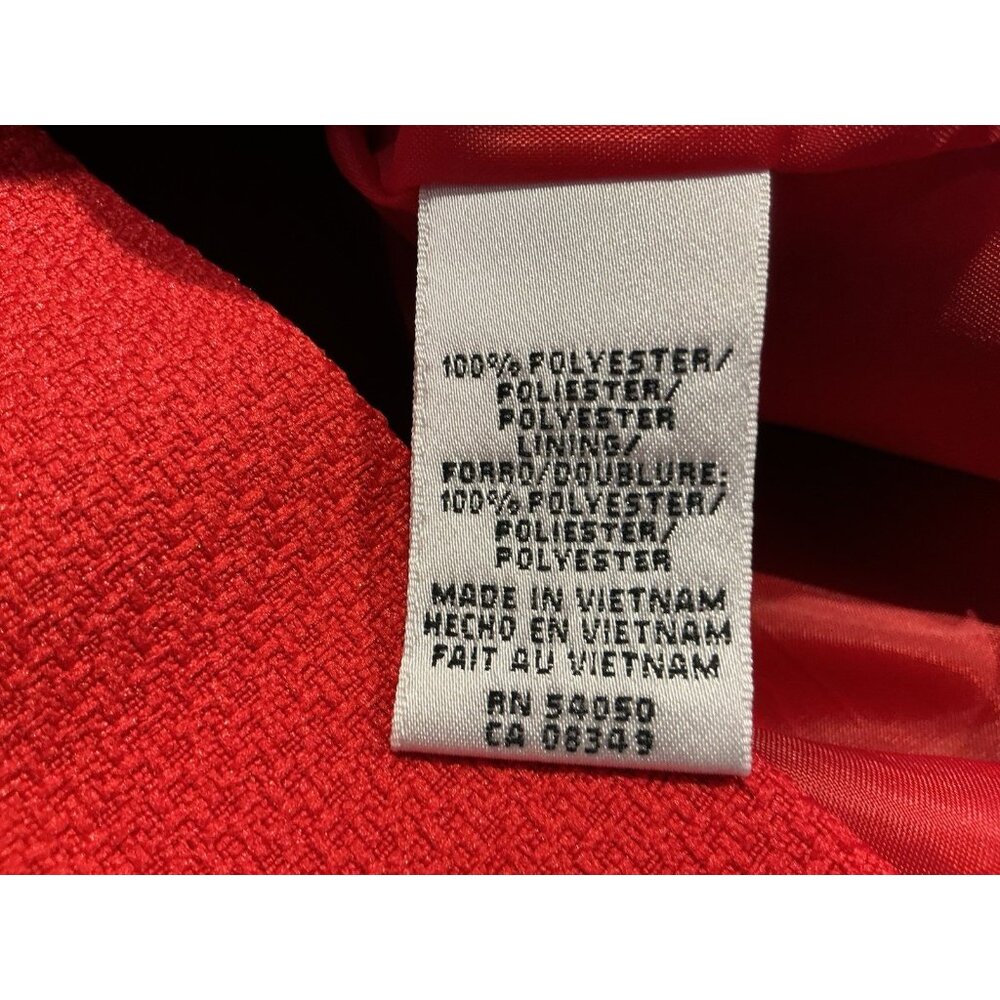 100% POLYESTER/
POLIESTER/
POLYESTER
LINING/
FORRO/DOUBLURE:
100% POLYESTER/
POLIESTER/
POLYESTER
MADE IN VIETNAM
HECHO EN VIETNAM
FAIT AU VIETNAM
RN 54050
CA 08349